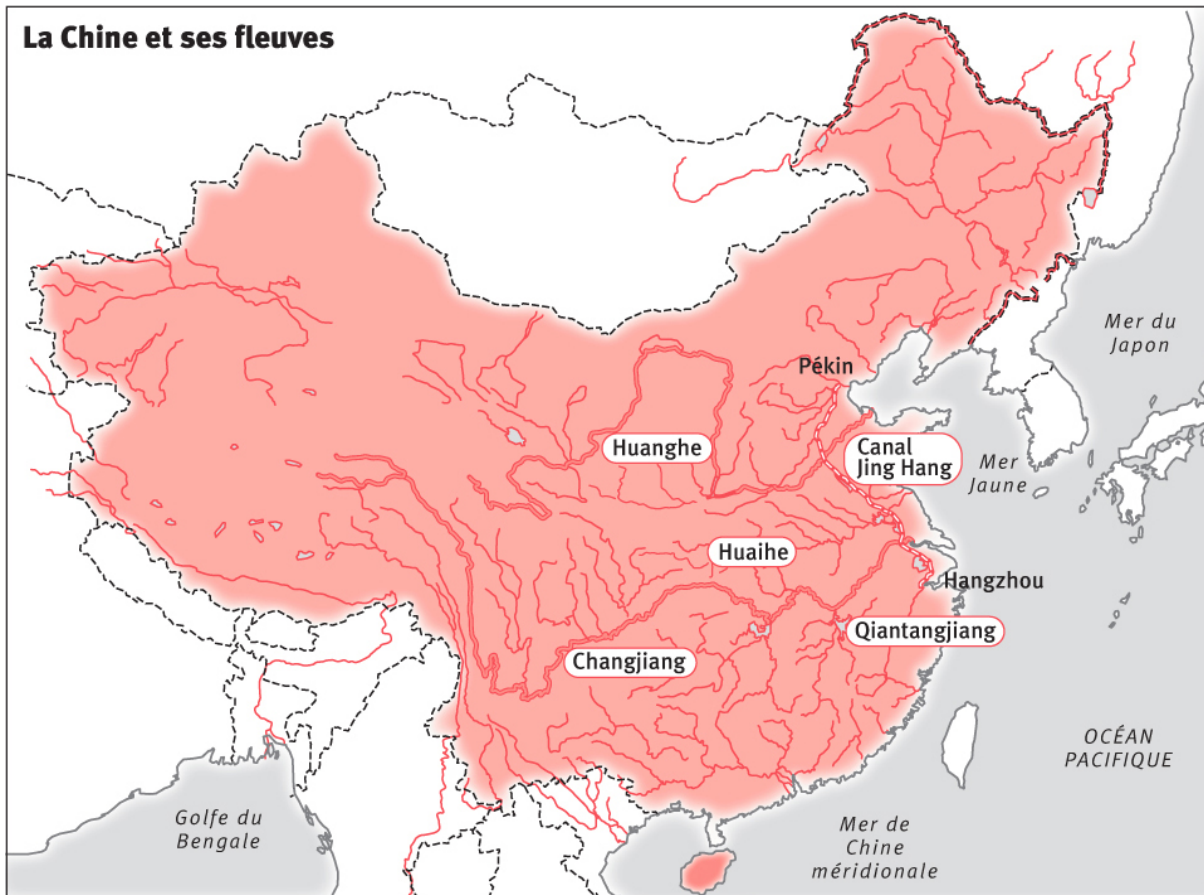 La Chine et ses fleuves
Mer du
Japon
Pékin
Huanghe
Canal
Jing Hang
Mer
Jaune
Huaihe
Hangzhou
Qiantangjiang
Changjiang
OCÉAN
PACIFIQUE
Golfe du
Bengale
Mer de
Chine
méridionale